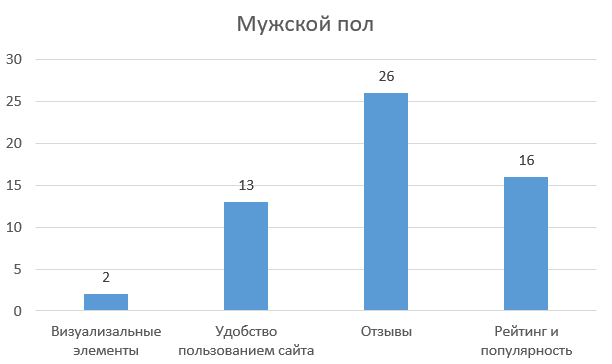 Мужской пол
30
25
20
15
10
5
0
2
13
26
16
Визуализальные
элементы
Удобство
пользованием сайта
Отзывы
Рейтинг и
популярность